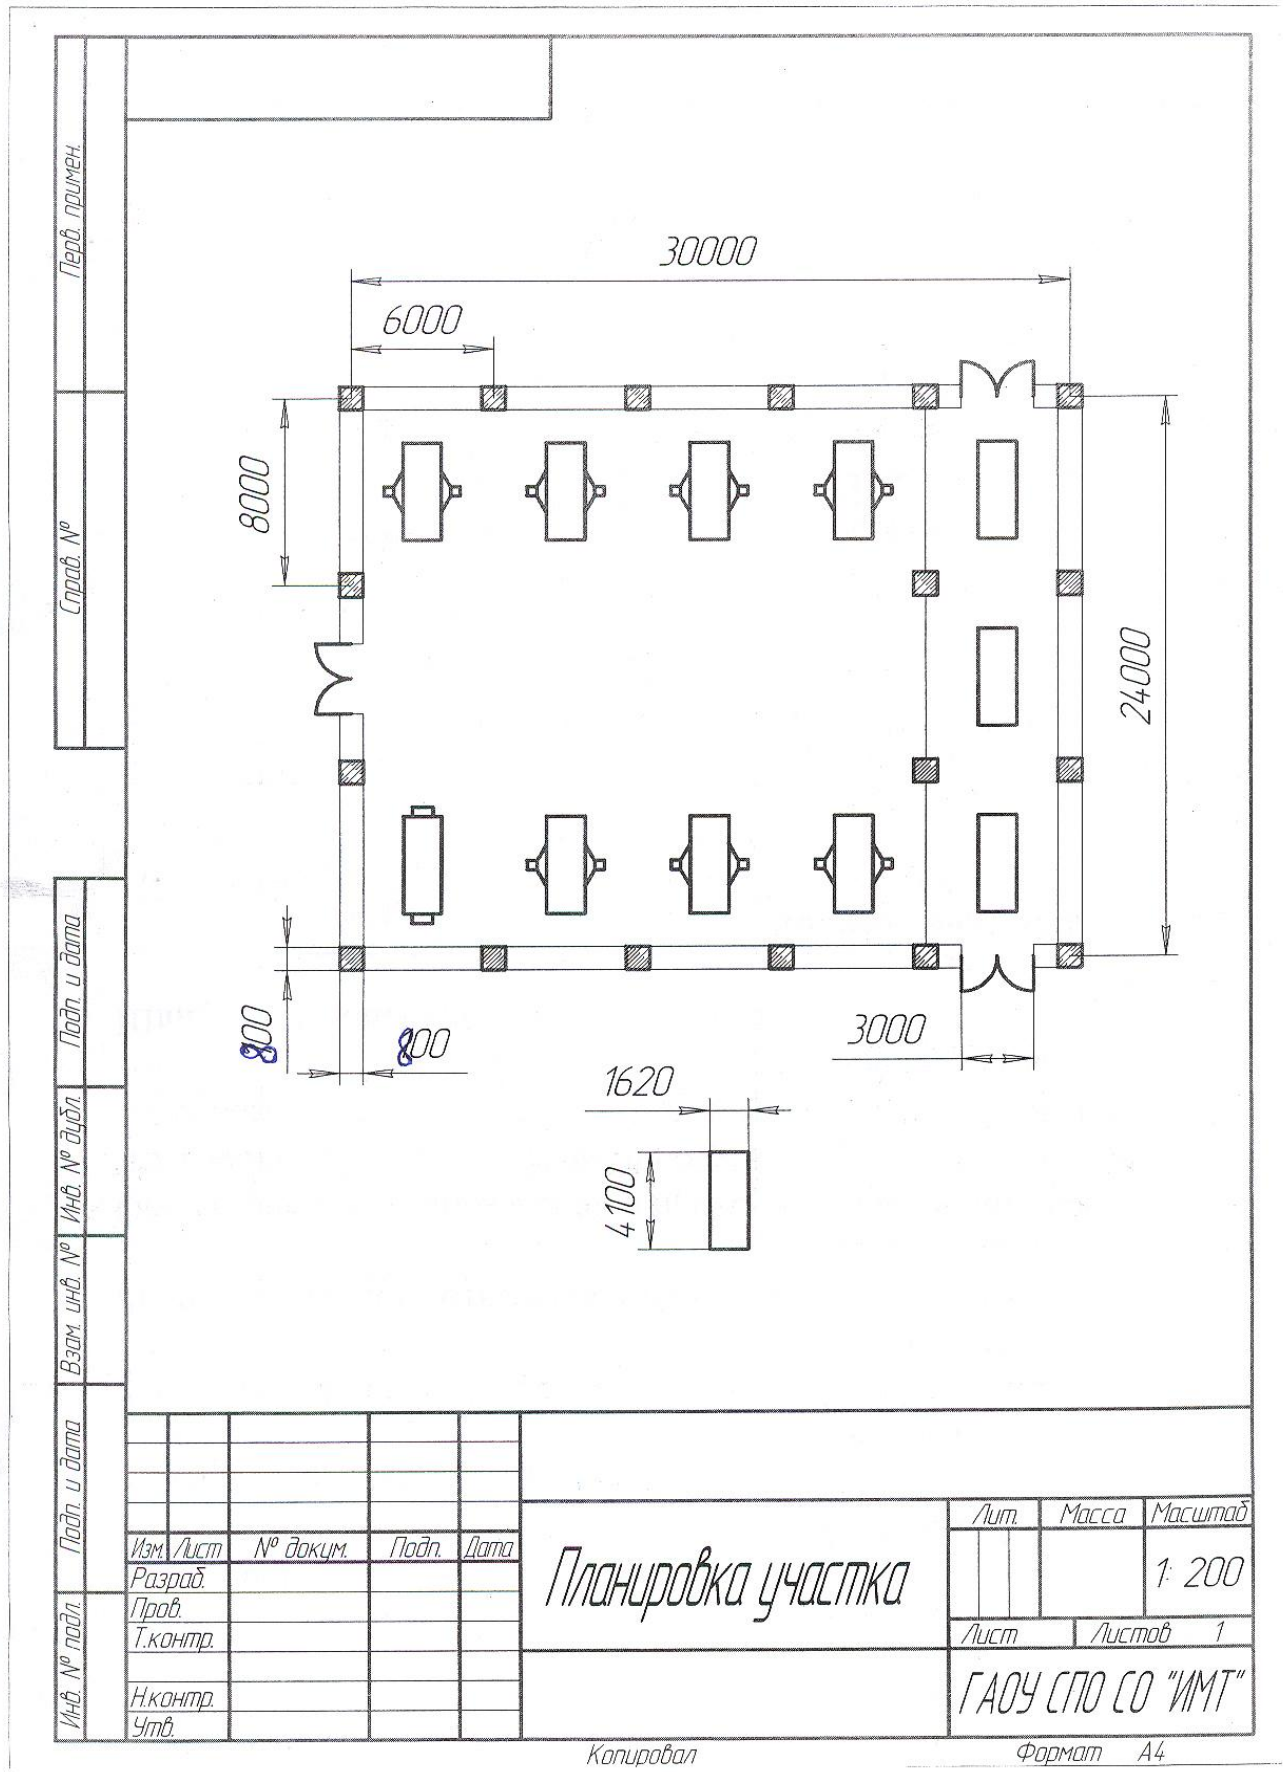 Перв. примен.
Справ. №
Подп. и дата
Инв. № дубл.
Взам. инв. №
Подп. и дата
Инв. № подл.
30000
6000
8000
24000
800
800
3000
1620
4100
Изм. Лист № докум. Подп. Дата
Разраб.
Пров.
Т.контр.
Н.контр.
Утв.
Планировка участка
Лит. Масса Масштаб
1: 200
Лист Листов 1
ГАОУ СПО СО "ИМТ"
Копировал Формат А4